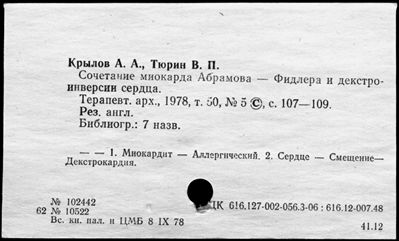 Крылов А. А., Тюрин В. П.
Сочетание миокарда Абрамова — Фидлера и декстро-
инверсии сердца.
Терапевт. арх., 1978, т. 50, № 5 ©, с. 107—109.
Рез. англ.
Библиогр.: 7 назв.
— — 1. Миокардит — Аллергический. 2. Сердце — Смещение—
Декстрокардия.
№ 102442
62 № 10522
УДК 616.127-002-056.3-06 : 616.12-007.48
Вс. кн. пал. и ЦМБ 8 IX 78
41.12